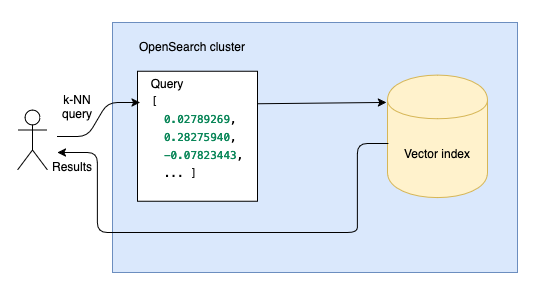 OpenSearch cluster
k-NN
query
Query
[
0.02789269,
0.28275940,
-0.07823443,
... ]
Vector index
Results